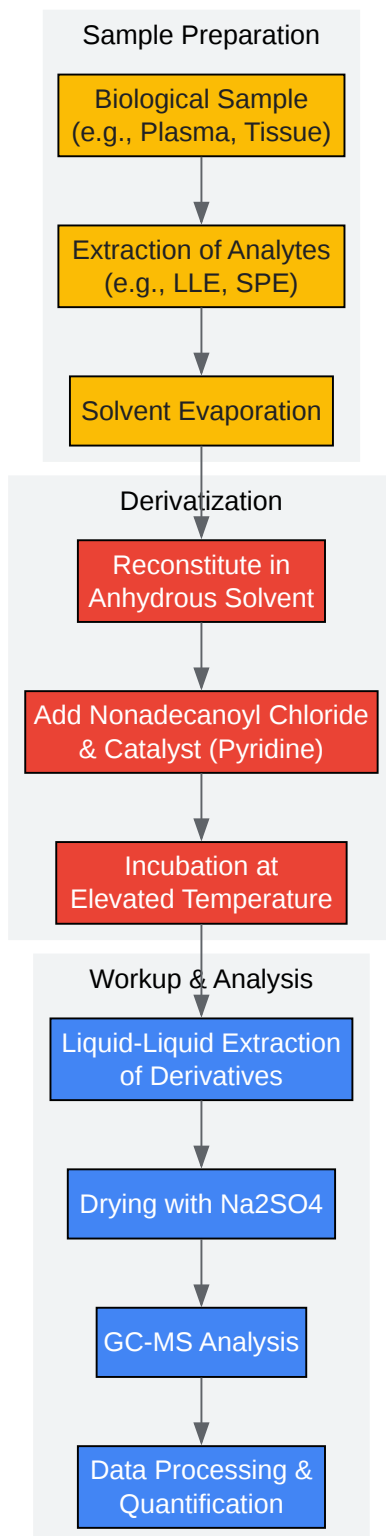 Sample Preparation
Biological Sample
(e.g., Plasma, Tissue)
Extraction of Analytes
(e.g., LLE, SPE)
Solvent Evaporation
Derivatization
Reconstitute in
Anhydrous Solvent
Add Nonadecanoyl Chloride
& Catalyst (Pyridine)
Incubation at
Elevated Temperature
Workup & Analysis
Liquid-Liquid Extraction
of Derivatives
Drying with Na2SO4
GC-MS Analysis
Data Processing &
Quantification